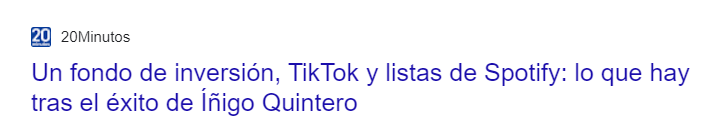 20
20Minutos
Un fondo de inversión, TikTok y listas de Spotify: lo que hay
tras el éxito de Íñigo Quintero